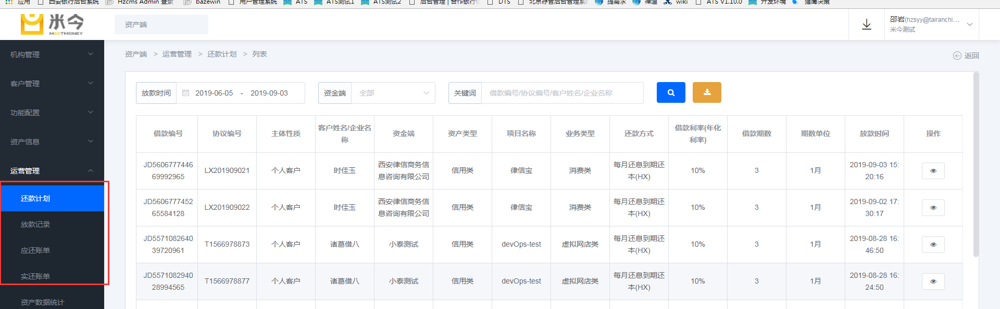 应用 西安银行后台系统 Hzcms Admin 登录 bazewin 用户管理系统 ATS ATS测试1 ATS测试2 后台管理 | 合作银行 DTS 北京存管后台管理系 提需求 禅道 wiki ATS V1.10.0 开发环境 猎鹰决策
米今
MEETMONEY
资产端
邵岩(hzsyy@tairanchi...
米今测试
机构管理
客户管理
功能配置
资产信息
运营管理
还款计划
放款记录
应还账单
实还账单
资产数据统计
资产端 > 运营管理 > 还款计划 > 列表
返回
放款时间 2019-06-05 - 2019-09-03 资金端 全部 关键词 借款编号/协议编号/客户姓名/企业名称
借款编号 协议编号 主体性质 客户姓名/企业名称 资金端 资产类型 项目名称 业务类型 还款方式 借款利率(年化利率) 借款期数 期数单位 放款时间 操作
JD560677744669992965 LX201909021 个人客户 时佳玉 西安律信商务信息咨询有限公司 信用类 律信宝 消费类 每月还息到期还本(HX) 10% 3 1月 2019-09-03 15:20:16
JD560677745265584128 LX201909022 个人客户 时佳玉 西安律信商务信息咨询有限公司 信用类 律信宝 消费类 每月还息到期还本(HX) 10% 3 1月 2019-09-02 17:30:17
JD557108264039720961 T1566978873 个人客户 诸葛借八 小泰测试 信用类 devOps-test 虚拟网店类 每月还息到期还本(HX) 10% 3 1月 2019-08-28 16:46:50
JD557108294028994565 T1566978877 个人客户 诸葛借八 小泰测试 信用类 devOps-test 虚拟网店类 每月还息到期还本(HX) 10% 3 1月 2019-08-28 16:24:50